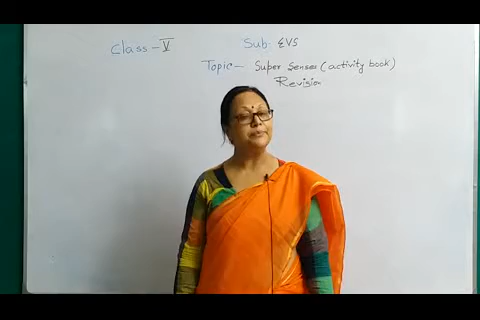 Class - V Sub: EVS
Topic - Super Senses (activity book)
Revision